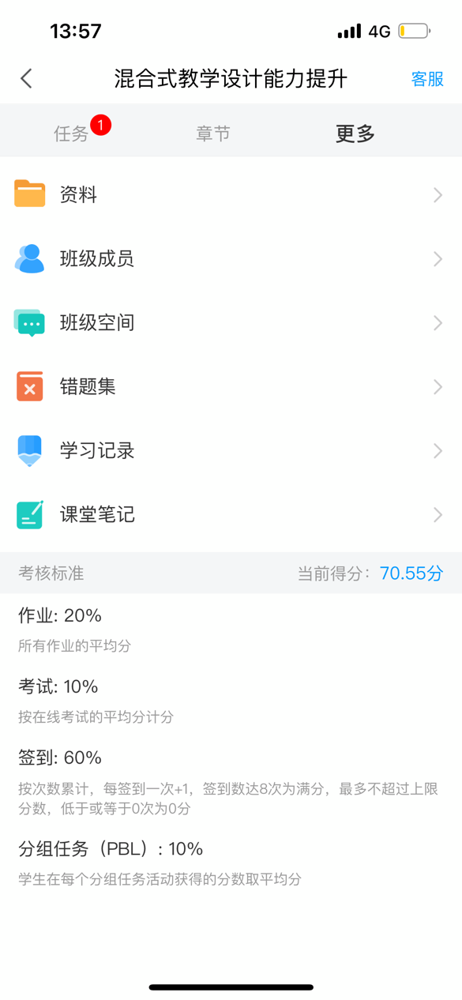 13:57 4G
混合式教学设计能力提升 客服
任务 1 章节 更多
资料
班级成员
班级空间
错题集
学习记录
课堂笔记
考核标准 当前得分：70.55分
作业: 20%
所有作业的平均分
考试: 10%
按在线考试的平均分计分
签到: 60%
按次数累计，每签到一次+1，签到数达8次为满分，最多不超过上限
分数，低于或等于0次为0分
分组任务（PBL）: 10%
学生在每个分组任务活动获得的分数取平均分